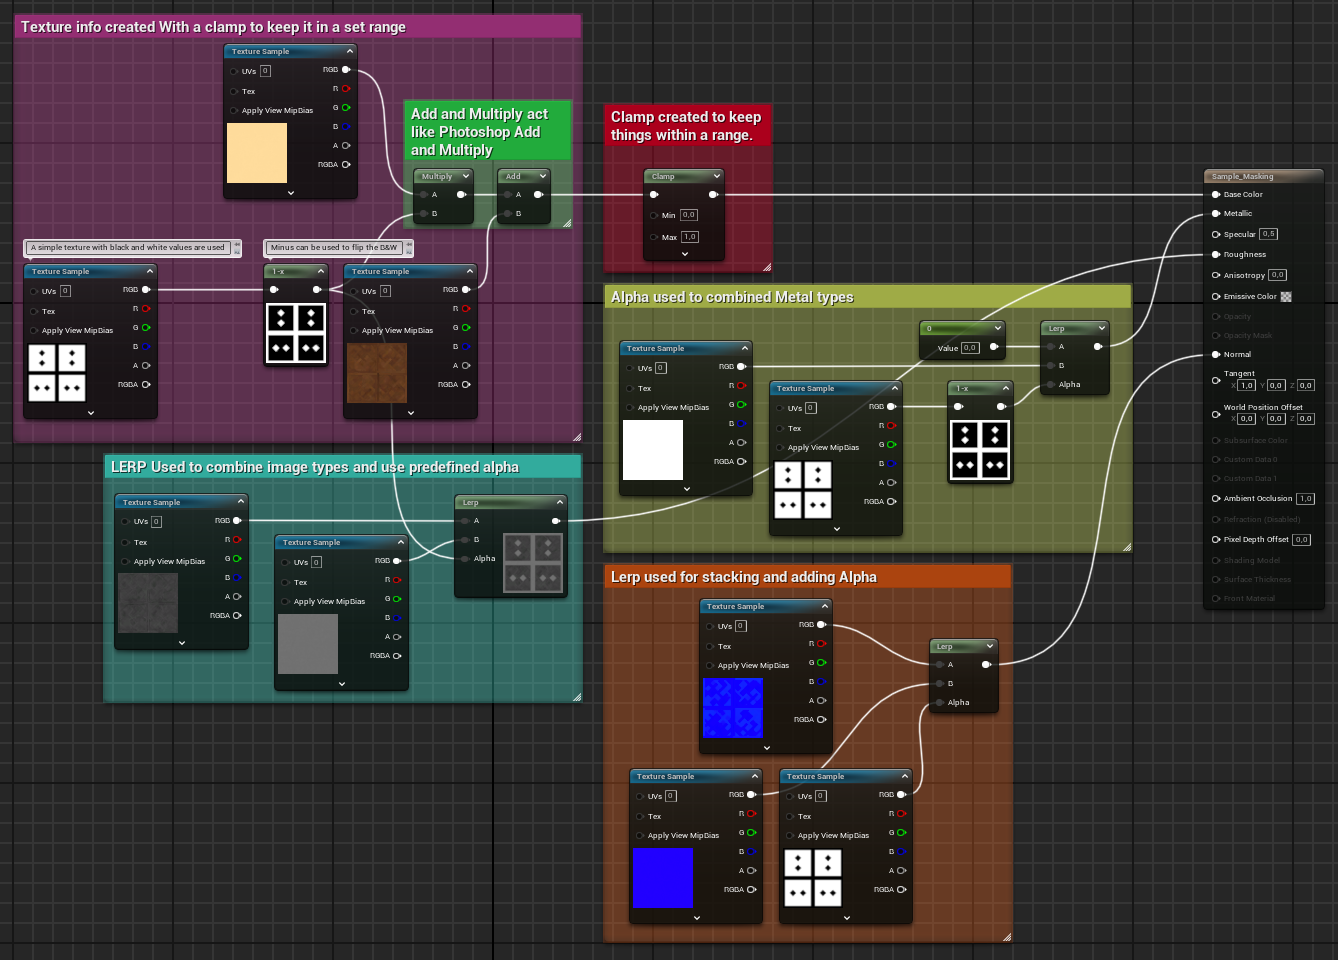 Texture info created With a clamp to keep it in a set range
Texture Sample
UVs 0
RGB
Tex
R
Apply View MipBias
G
B
A
RGBA
Add and Multiply act
like Photoshop Add
and Multiply
Multiply
A
B
Add
A
B
A simple texture with black and white values are used
Minus can be used to flip the B&W
Texture Sample
UVs 0
RGB
Tex
R
Apply View MipBias
G
B
A
RGBA
1-x
Texture Sample
UVs 0
RGB
Tex
R
Apply View MipBias
G
B
A
RGBA
Clamp created to keep
things within a range.
Clamp
Min 0,0
Max 1,0
LERP Used to combine image types and use predefined alpha
Texture Sample
UVs 0
RGB
Tex
R
Apply View MipBias
G
B
A
RGBA
Texture Sample
UVs 0
RGB
Tex
R
Apply View MipBias
G
B
A
RGBA
Lerp
A
B
Alpha
Alpha used to combined Metal types
Texture Sample
UVs 0
RGB
Tex
R
Apply View MipBias
G
B
A
RGBA
Texture Sample
UVs 0
RGB
Tex
R
Apply View MipBias
G
B
A
RGBA
0
Value 0,0
1-x
Lerp
A
B
Alpha
Lerp used for stacking and adding Alpha
Texture Sample
UVs 0
RGB
Tex
R
Apply View MipBias
G
B
A
RGBA
Texture Sample
UVs 0
RGB
Tex
R
Apply View MipBias
G
B
A
RGBA
Texture Sample
UVs 0
RGB
Tex
R
Apply View MipBias
G
B
A
RGBA
Lerp
A
B
Alpha
Sample_Masking
Base Color
Metallic
Specular 0,5
Roughness
Anisotropy 0,0
Emissive Color
Opacity
Opacity Mask
Normal
Tangent
X 1,0 Y 0,0 Z 0,0
World Position Offset
X 0,0 Y 0,0 Z 0,0
Subsurface Color
Custom Data 0
Custom Data 1
Ambient Occlusion 1,0
Refraction (Disabled)
Pixel Depth Offset 0,0
Shading Model
Surface Thickness
Front Material